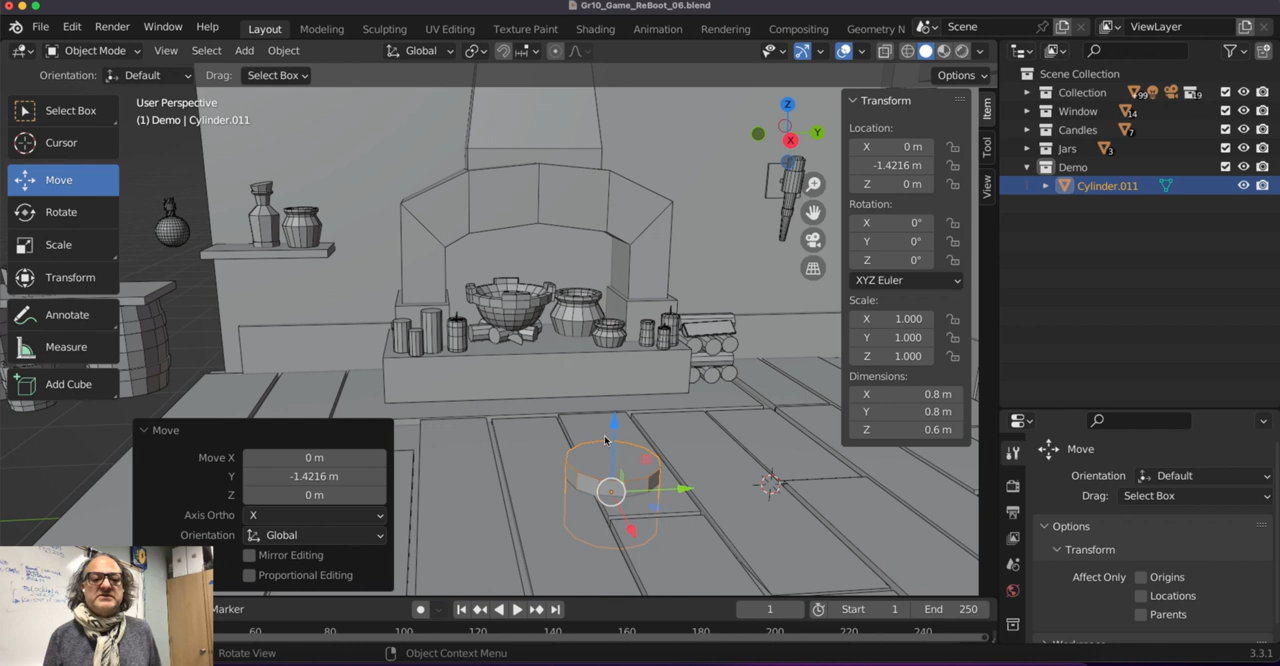 Gr10_Game_ReBoot_06.blend
File Edit Render Window Help Layout Modeling Sculpting UV Editing Texture Paint Shading Animation Rendering Compositing Scene ViewLayer
Object Mode View Select Add Object Global
Orientation: Default Drag: Select Box Options
User Perspective
(1) Demo | Cylinder.011
Select Box
Cursor
Move
Rotate
Scale
Transform
Annotate
Measure
Add Cube
Z
Y
X
Transform
Location:
X 0 m
-1.4216 m
Z 0 m
Rotation:
X 0°
Y 0°
Z 0°
XYZ Euler
Scale:
X 1.000
Y 1.000
Z 1.000
Dimensions:
X 0.8 m
Y 0.8 m
Z 0.6 m
Item
Tool
View
Scene Collection
Collection 99 19
Window 14
Candles 7
Jars 3
Demo
Cylinder.011
Move
Move X 0 m
Y -1.4216 m
Z 0 m
Axis Ortho X
Orientation Global
Mirror Editing
Proportional Editing
Move
Orientation Default
Drag: Select Box
Options
Transform
Affect Only Origins
Locations
Parents
Marker 1 Start 1 End 250
60 100 120 140 160 180 200 220
Rotate View Object Context Menu 3.3.1